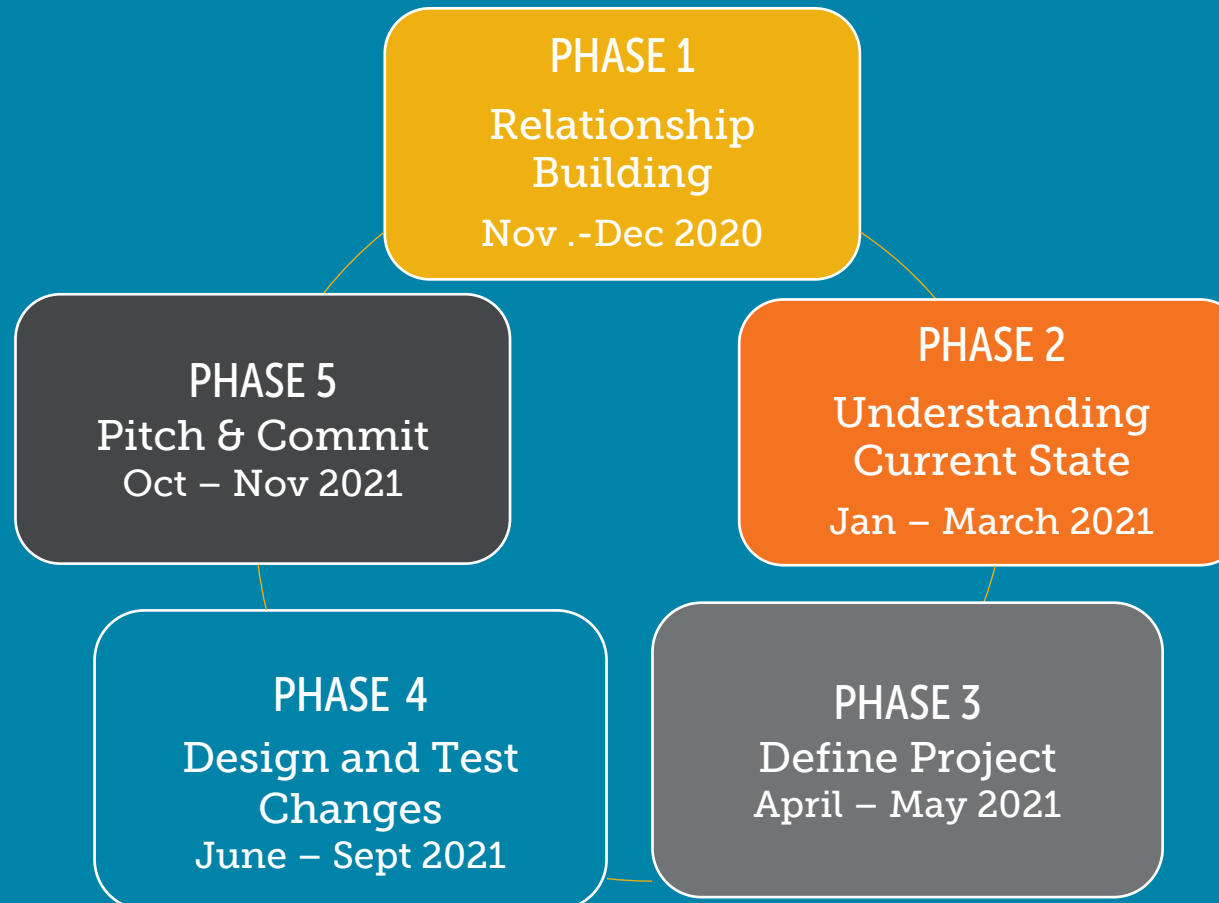 PHASE 1
Relationship
Building
Nov .-Dec 2020
PHASE 2
Understanding
Current State
Jan – March 2021
PHASE 3
Define Project
April – May 2021
PHASE 4
Design and Test
Changes
June – Sept 2021
PHASE 5
Pitch & Commit
Oct – Nov 2021